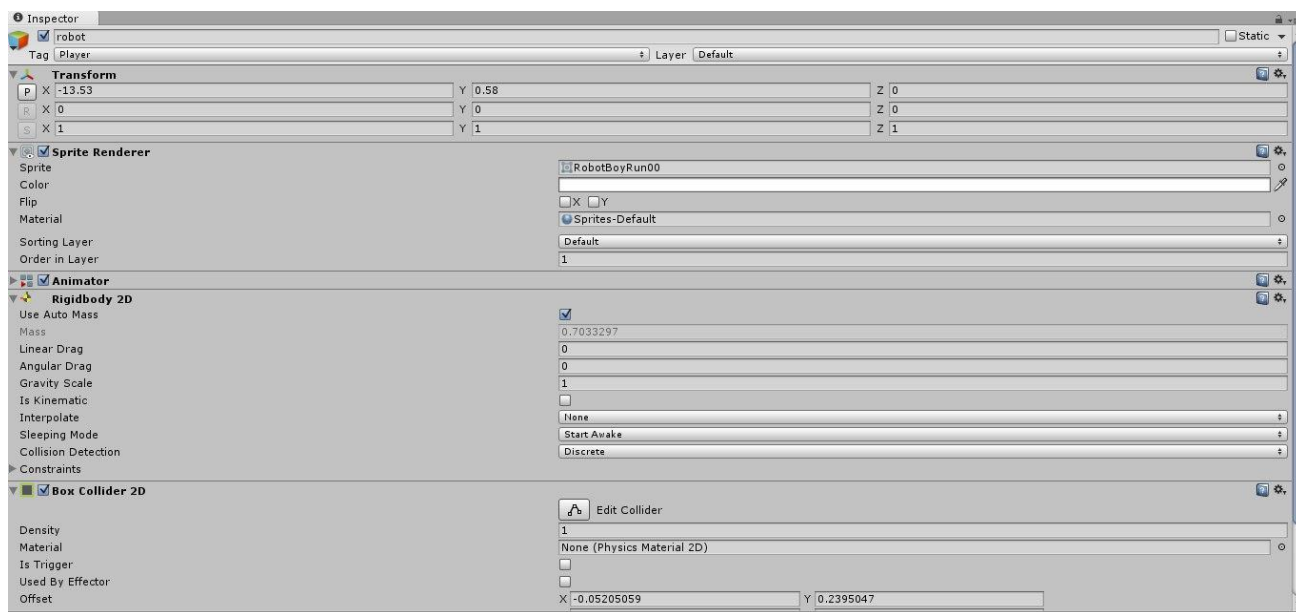 Inspector
robot Static
Tag Player Layer Default
Transform
P X -13.53 Y 0.58 Z 0
R X 0 Y 0 Z 0
S X 1 Y 1 Z 1
Sprite Renderer
Sprite RobotBoyRun00
Color
Flip X Y
Material Sprites-Default
Sorting Layer Default
Order in Layer 1
Animator
Rigidbody 2D
Use Auto Mass
Mass 0.7033297
Linear Drag 0
Angular Drag 0
Gravity Scale 1
Is Kinematic
Interpolate None
Sleeping Mode Start Awake
Collision Detection Discrete
Constraints
Box Collider 2D
Edit Collider
Density 1
Material None (Physics Material 2D)
Is Trigger
Used By Effector
Offset X -0.05205059 Y 0.2395047